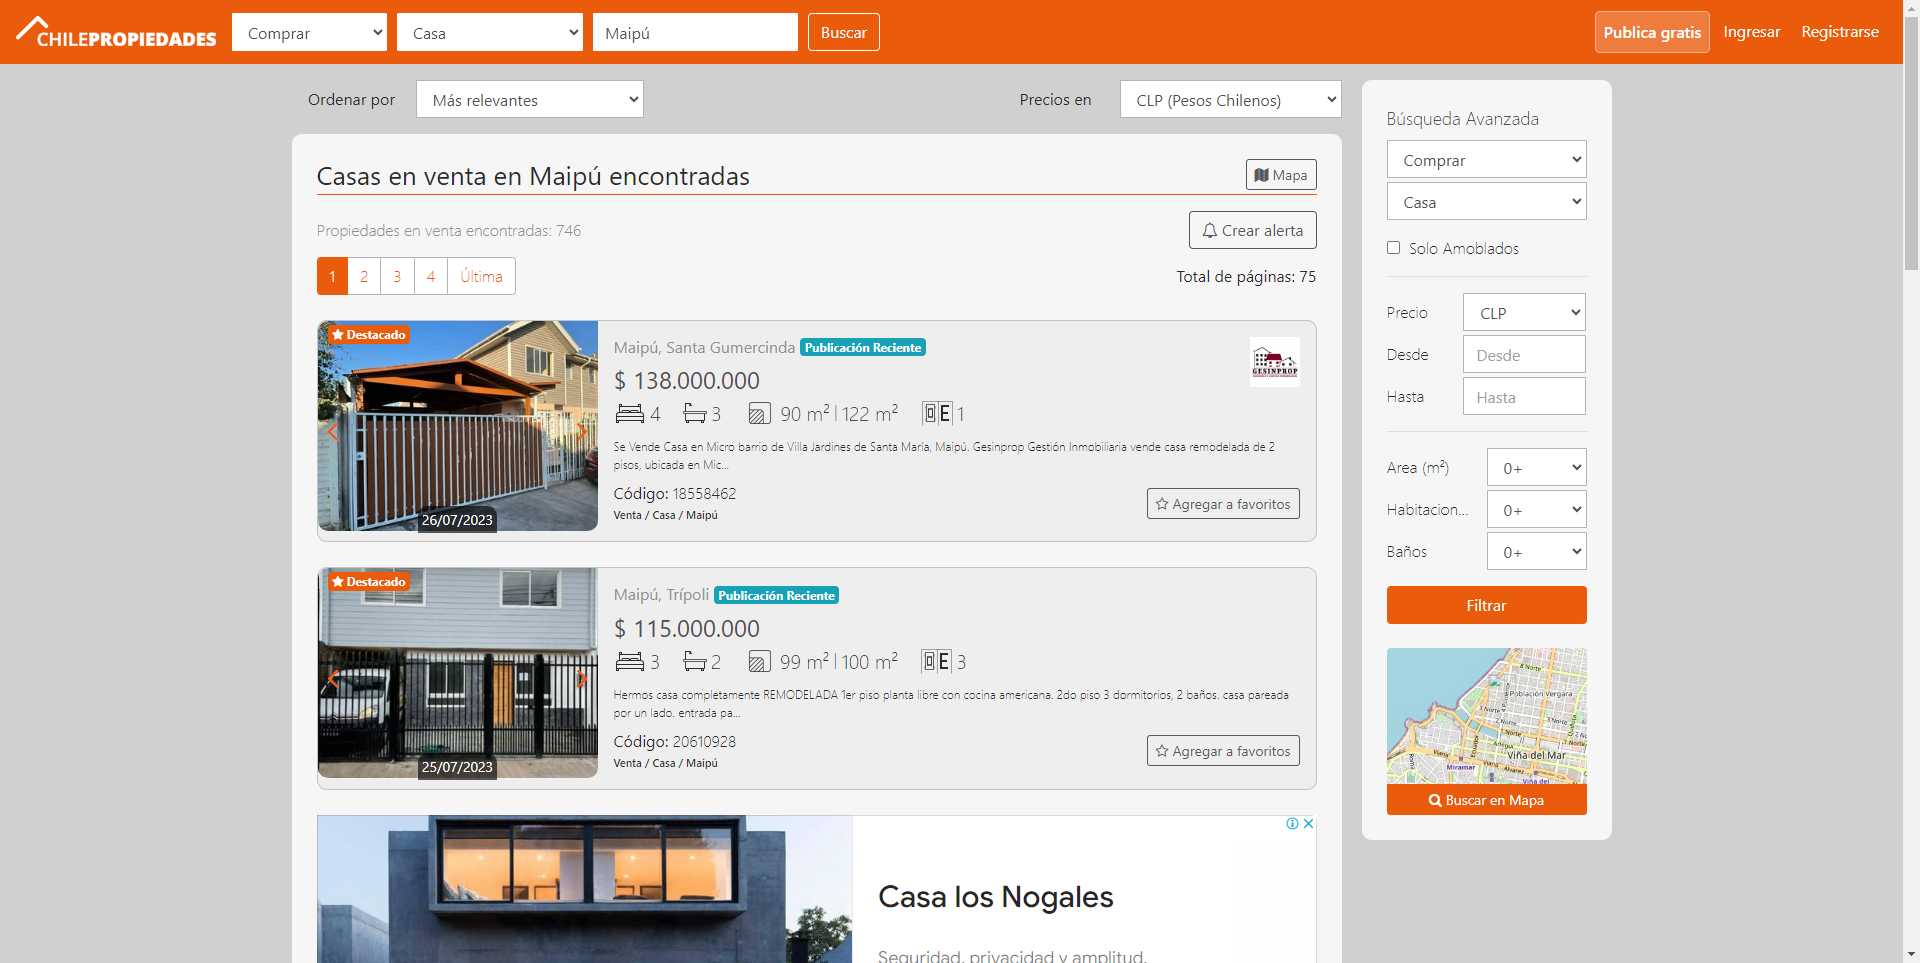 CHILEPROPIEDADES Comprar Casa Maipú Buscar Publica gratis Ingresar Registrarse
Ordenar por Más relevantes Precios en CLP (Pesos Chilenos)
Casas en venta en Maipú encontradas Mapa
Propiedades en venta encontradas: 746 Crear alerta
1 2 3 4 Última Total de páginas: 75
Destacado
26/07/2023
Maipú, Santa Gumercinda Publicación Reciente
GESINPROP
$ 138.000.000
4 3 90 m² | 122 m² E 1
Se Vende Casa en Micro barrio de Villa Jardines de Santa María, Maipú. Gesinprop Gestión Inmobiliaria vende casa remodelada de 2
pisos, ubicada en Mic...
Código: 18558462
Venta / Casa / Maipú
Agregar a favoritos
Destacado
25/07/2023
Maipú, Trípoli Publicación Reciente
$ 115.000.000
3 2 99 m² | 100 m² E 3
Hermos casa completamente REMODELADA 1er piso planta libre con cocina americana. 2do piso 3 dormitorios, 2 baños. casa pareada
por un lado. entrada pa...
Código: 20610928
Venta / Casa / Maipú
Agregar a favoritos
Casa los Nogales
Seguridad, privacidad y amplitud.
Búsqueda Avanzada
Comprar
Casa
Solo Amoblados
Precio CLP
Desde Desde
Hasta Hasta
Area (m²) 0+
Habitacion... 0+
Baños 0+
Filtrar
8 Norte
Población Vergara
Viña del Mar
Miramar
Viña del
Buscar en Mapa